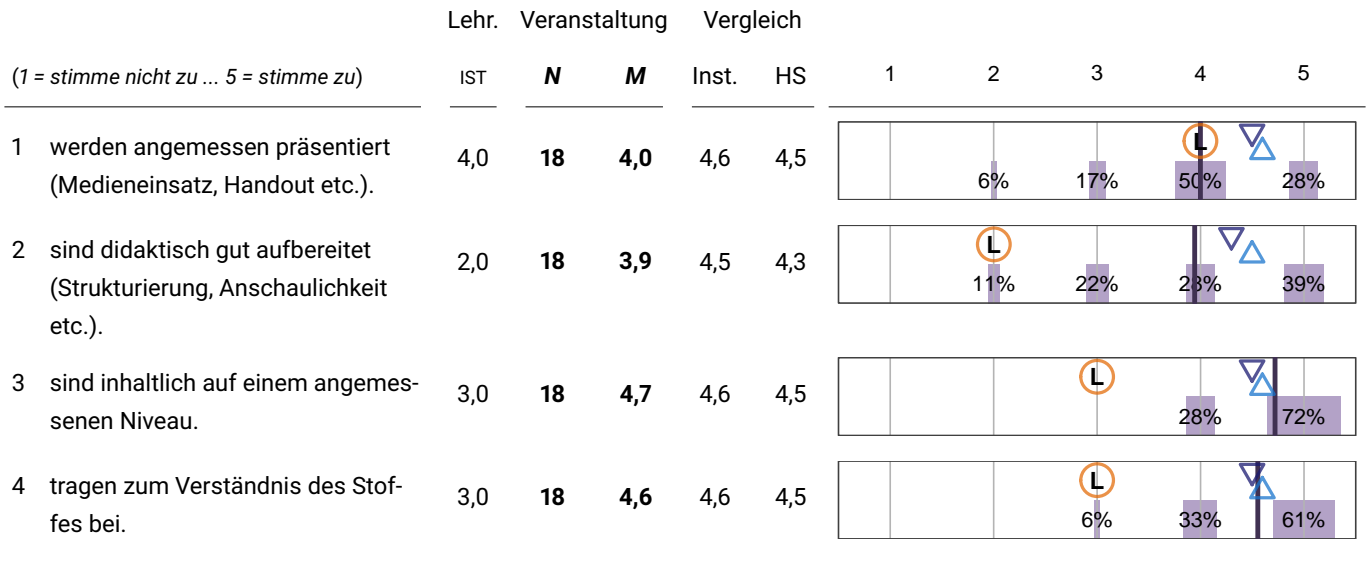 Lehr. Veranstaltung Vergleich
(1 = stimme nicht zu ... 5 = stimme zu) IST N M Inst. HS 1 2 3 4 5
1 werden angemessen präsentiert
(Medieneinsatz, Handout etc.). 4,0 18 4,0 4,6 4,5 L
6% 17% 50% 28%
2 sind didaktisch gut aufbereitet
(Strukturierung, Anschaulichkeit
etc.). 2,0 18 3,9 4,5 4,3 L
11% 22% 28% 39%
3 sind inhaltlich auf einem angemes-
senen Niveau. 3,0 18 4,7 4,6 4,5 L
28% 72%
4 tragen zum Verständnis des Stof-
fes bei. 3,0 18 4,6 4,6 4,5 L
6% 33% 61%